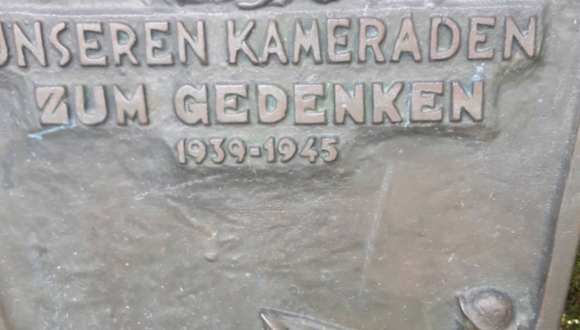 UNSEREN KAMERADEN
ZUM GEDENKEN
1939-1945